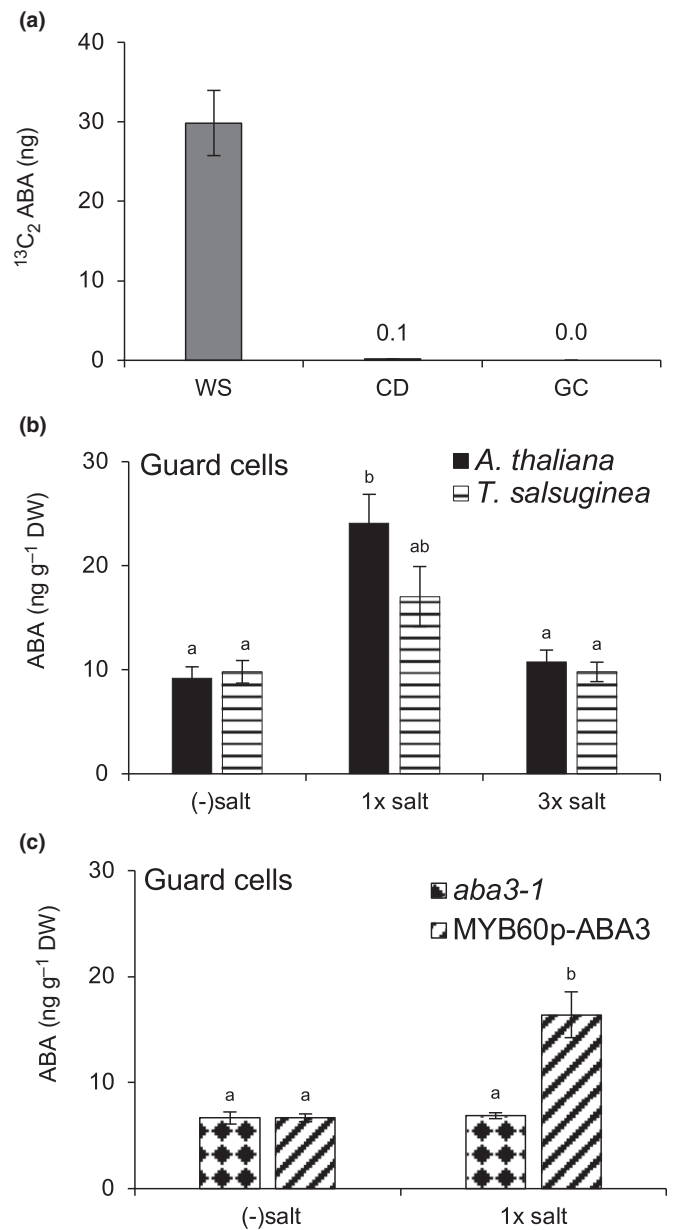 (a)
40
30
20
10
0
¹³C₂ ABA (ng)
0.1
0.0
WS CD GC
(b)
Guard cells
A. thaliana
T. salsuginea
30
20
10
0
ABA (ng g⁻¹ DW)
a a b ab a a
(-)salt 1x salt 3x salt
(c)
Guard cells
aba3-1
MYB60p-ABA3
30
20
10
0
ABA (ng g⁻¹ DW)
a a a b
(-)salt 1x salt